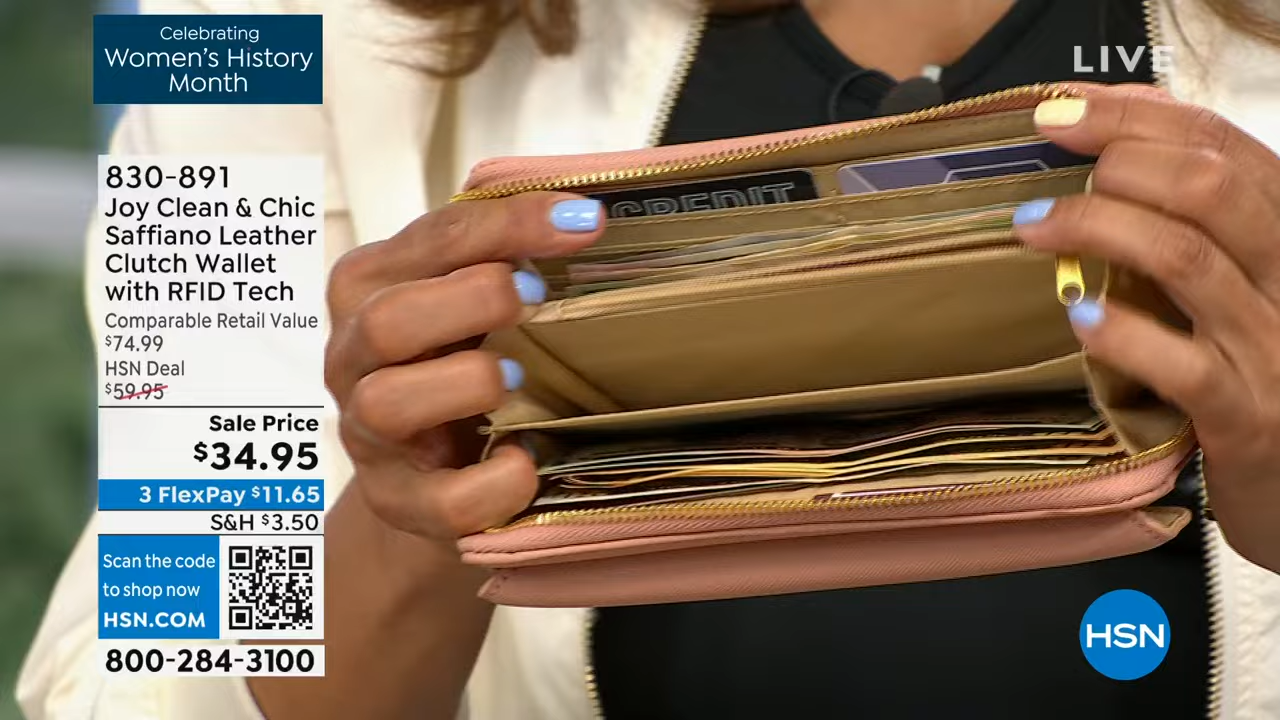 Celebrating
Women's History
Month
LIVE
830-891
Joy Clean & Chic
Saffiano Leather
Clutch Wallet
with RFID Tech
Comparable Retail Value
$74.99
HSN Deal
$59.95
Sale Price
$34.95
3 FlexPay $11.65
S&H $3.50
Scan the code
to shop now
HSN.COM
800-284-3100
CREDIT
HSN